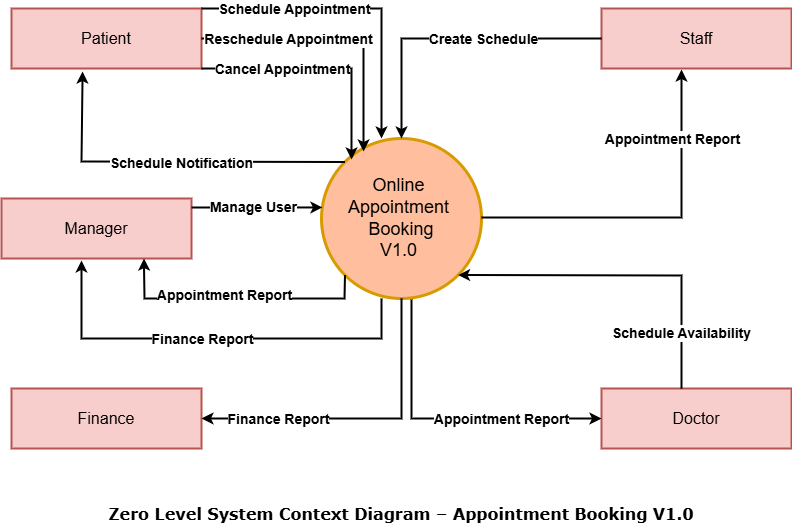 Schedule Appointment
Patient
Reschedule Appointment
Create Schedule
Staff
Cancel Appointment
Appointment Report
Schedule Notification
Online
Appointment
Booking
V1.0
Manage User
Manager
Appointment Report
Finance Report
Schedule Availability
Finance
Finance Report
Appointment Report
Doctor
Zero Level System Context Diagram – Appointment Booking V1.0